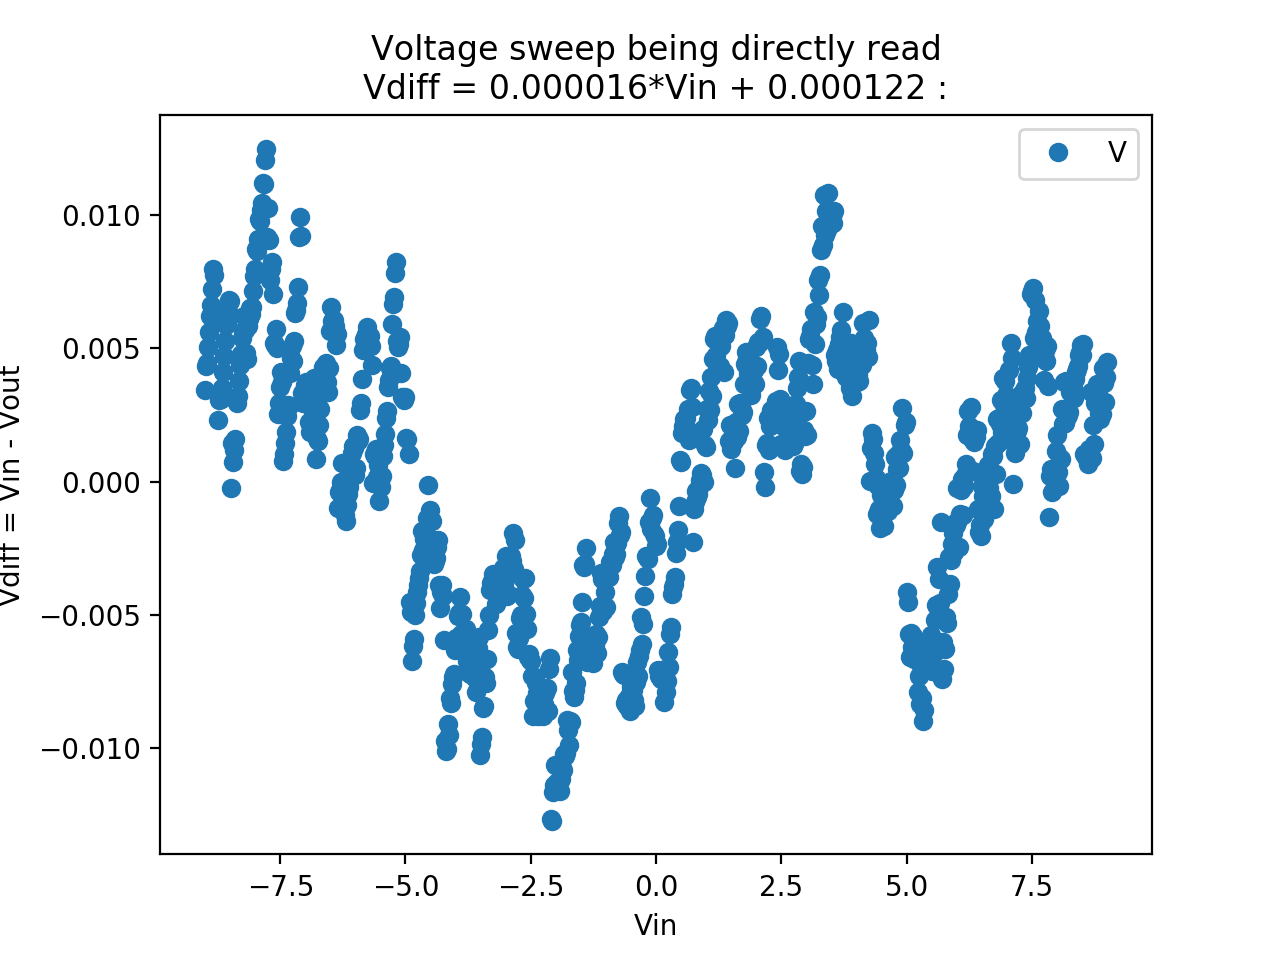 Voltage sweep being directly read
Vdiff = 0.000016*Vin + 0.000122 :
V
0.010
0.005
0.000
−0.005
−0.010
Vdiff = Vin - Vout
−7.5
−5.0
−2.5
0.0
2.5
5.0
7.5
Vin